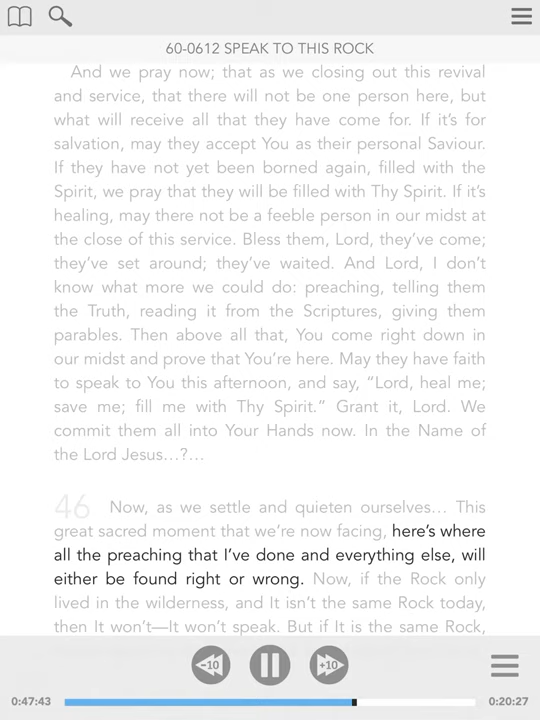 60-0612 SPEAK TO THIS ROCK
And we pray now; that as we closing out this revival
and service, that there will not be one person here, but
what will receive all that they have come for. If it’s for
salvation, may they accept You as their personal Saviour.
If they have not yet been borned again, filled with the
Spirit, we pray that they will be filled with Thy Spirit. If it’s
healing, may there not be a feeble person in our midst at
the close of this service. Bless them, Lord, they’ve come;
they’ve set around; they’ve waited. And Lord, I don’t
know what more we could do: preaching, telling them
the Truth, reading it from the Scriptures, giving them
parables. Then above all that, You come right down in
our midst and prove that You’re here. May they have faith
to speak to You this afternoon, and say, “Lord, heal me;
save me; fill me with Thy Spirit.” Grant it, Lord. We
commit them all into Your Hands now. In the Name of
the Lord Jesus…?…
46 Now, as we settle and quieten ourselves… This
great sacred moment that we’re now facing, here’s where
all the preaching that I’ve done and everything else, will
either be found right or wrong. Now, if the Rock only
lived in the wilderness, and It isn’t the same Rock today,
then It won’t—It won’t speak. But if It is the same Rock,
-10 +10
0:47:43 0:20:27